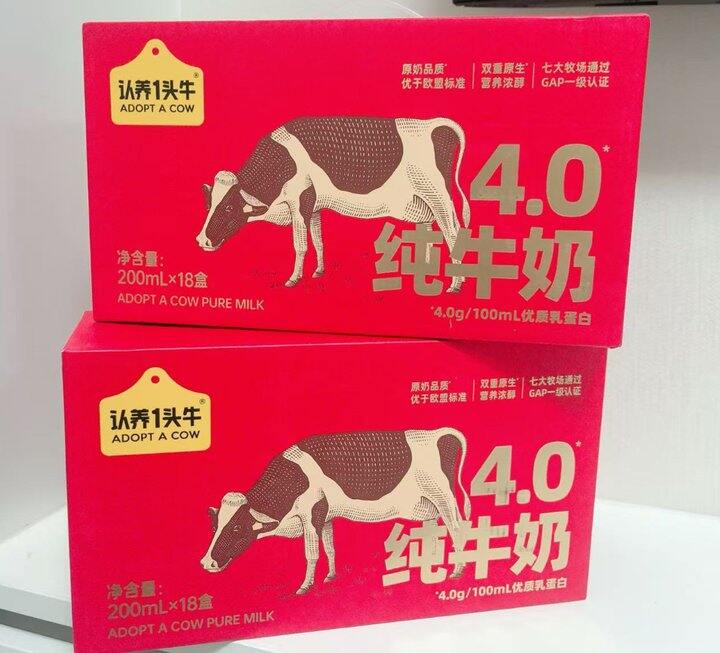 认养1头牛®
ADOPT A COW
原奶品质* 双重原生* 七大牧场通过
优于欧盟标准 营养浓醇 GAP一级认证
4.0*
纯牛奶
净含量:
200mL×18盒
ADOPT A COW PURE MILK
*4.0g/100mL优质乳蛋白
认养1头牛®
ADOPT A COW
原奶品质* 双重原生* 七大牧场通过
优于欧盟标准 营养浓醇 GAP一级认证
4.0*
纯牛奶
净含量:
200mL×18盒
ADOPT A COW PURE MILK
*4.0g/100mL优质乳蛋白